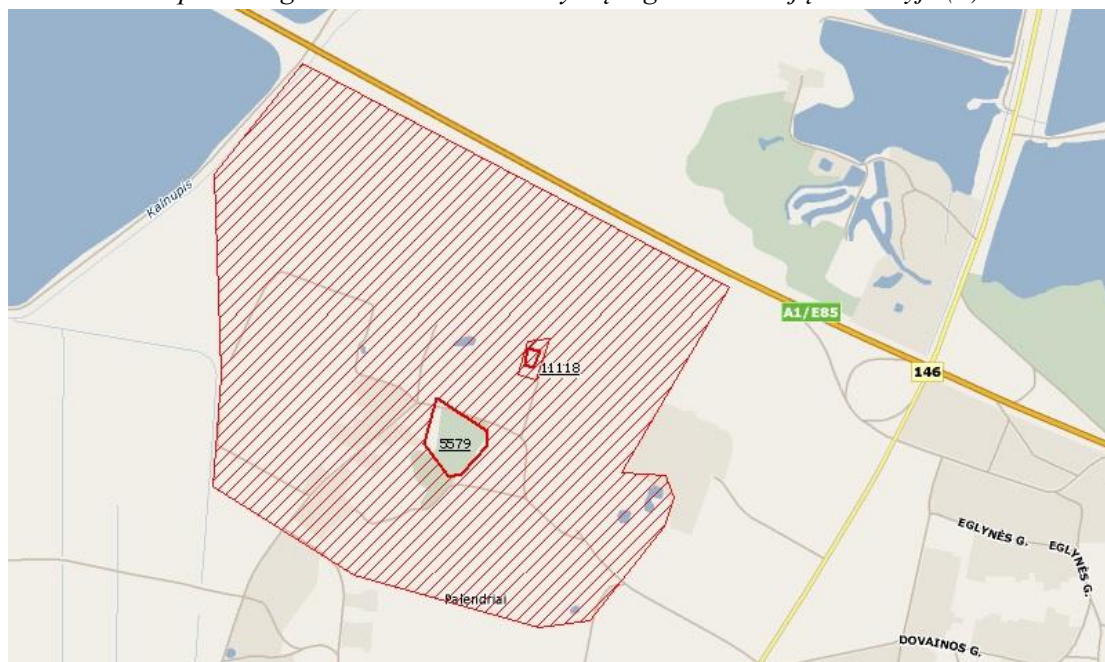 Kalnupis
A1/E85
146
11118
5579
EGLYNĖS G.
EGLYNĖS G.
Palendriai
DOVAINOS G.